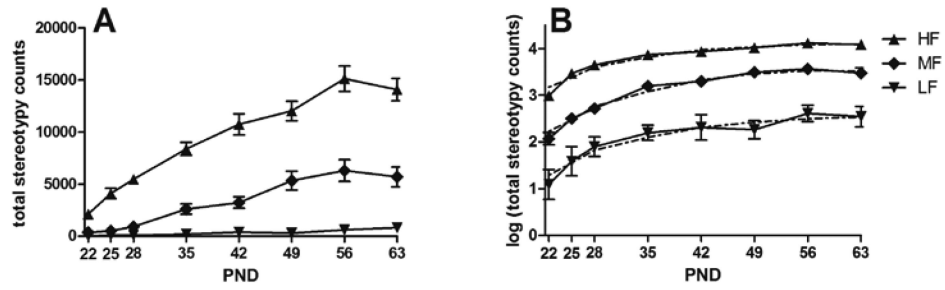 A
total stereotypy counts
20000
15000
10000
5000
0
22 25 28 35 42 49 56 63
PND
B
log (total stereotypy counts)
4
3
2
1
0
22 25 28 35 42 49 56 63
PND
HF
MF
LF